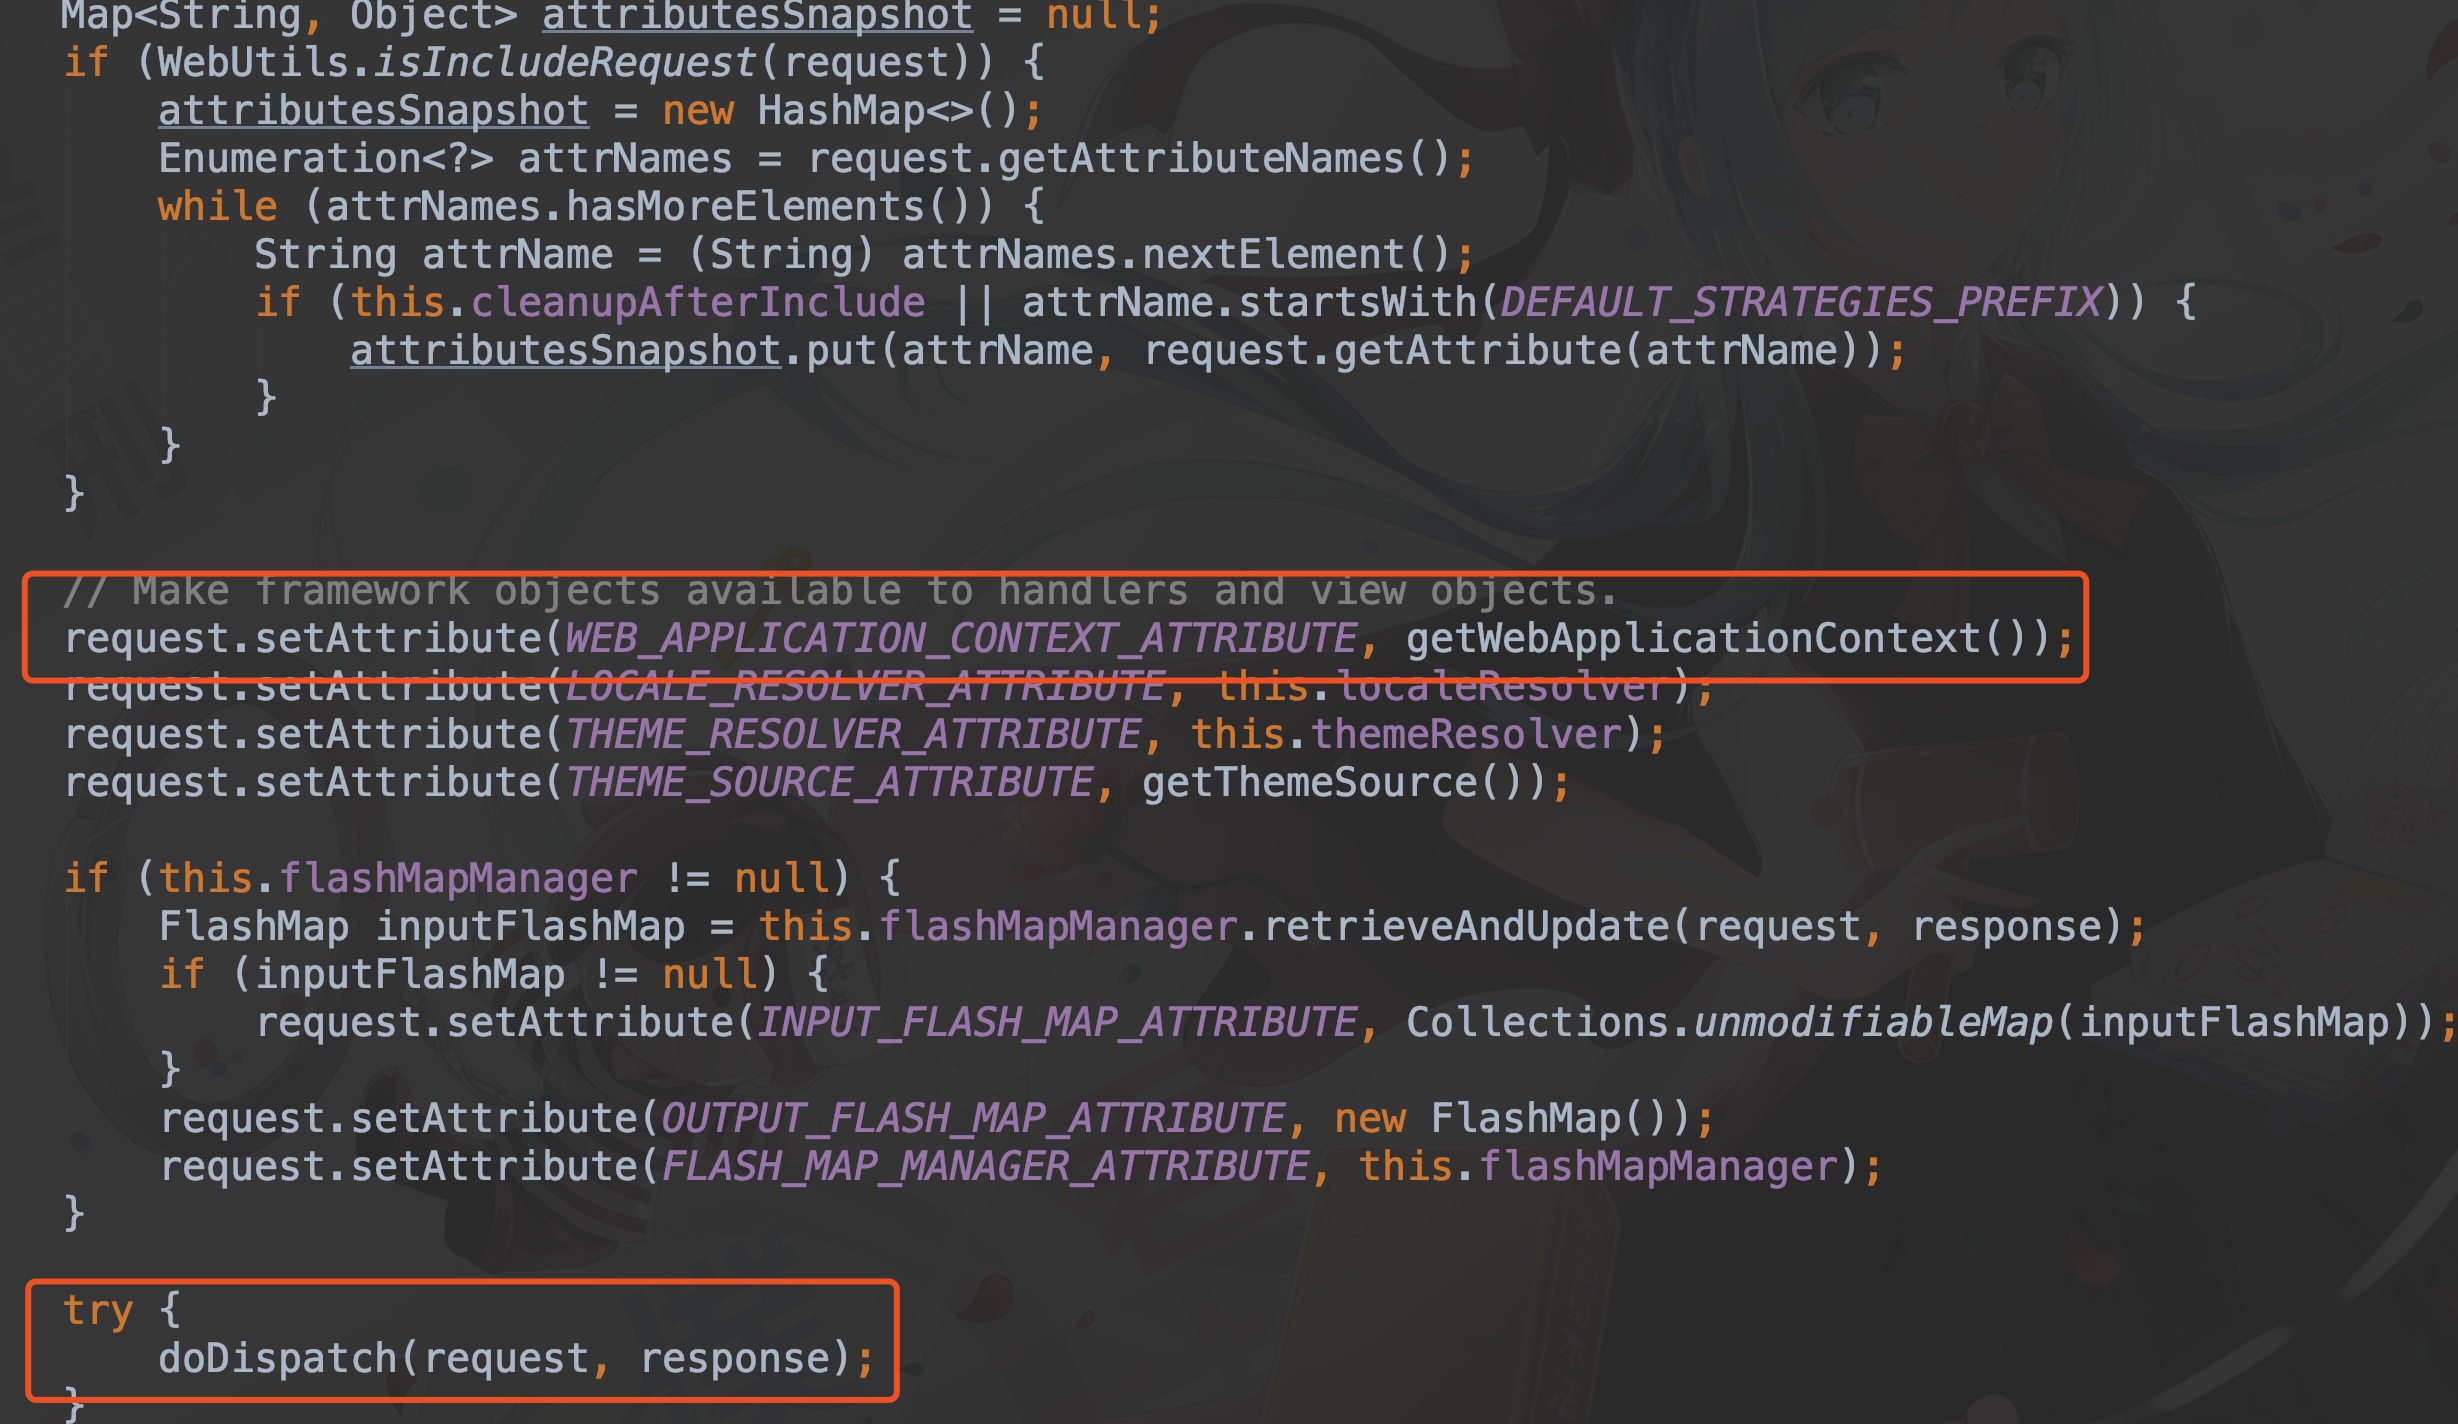 Map<String, Object> attributesSnapshot = null;
if (WebUtils.isIncludeRequest(request)) {
    attributesSnapshot = new HashMap<>();
    Enumeration<?> attrNames = request.getAttributeNames();
    while (attrNames.hasMoreElements()) {
        String attrName = (String) attrNames.nextElement();
        if (this.cleanupAfterInclude || attrName.startsWith(DEFAULT_STRATEGIES_PREFIX)) {
            attributesSnapshot.put(attrName, request.getAttribute(attrName));
        }
    }
}
// Make framework objects available to handlers and view objects.
request.setAttribute(WEB_APPLICATION_CONTEXT_ATTRIBUTE, getWebApplicationContext());
request.setAttribute(LOCALE_RESOLVER_ATTRIBUTE, this.localeResolver);
request.setAttribute(THEME_RESOLVER_ATTRIBUTE, this.themeResolver);
request.setAttribute(THEME_SOURCE_ATTRIBUTE, getThemeSource());
if (this.flashMapManager != null) {
    FlashMap inputFlashMap = this.flashMapManager.retrieveAndUpdate(request, response);
    if (inputFlashMap != null) {
        request.setAttribute(INPUT_FLASH_MAP_ATTRIBUTE, Collections.unmodifiableMap(inputFlashMap));
    }
    request.setAttribute(OUTPUT_FLASH_MAP_ATTRIBUTE, new FlashMap());
    request.setAttribute(FLASH_MAP_MANAGER_ATTRIBUTE, this.flashMapManager);
}
try {
    doDispatch(request, response);
}